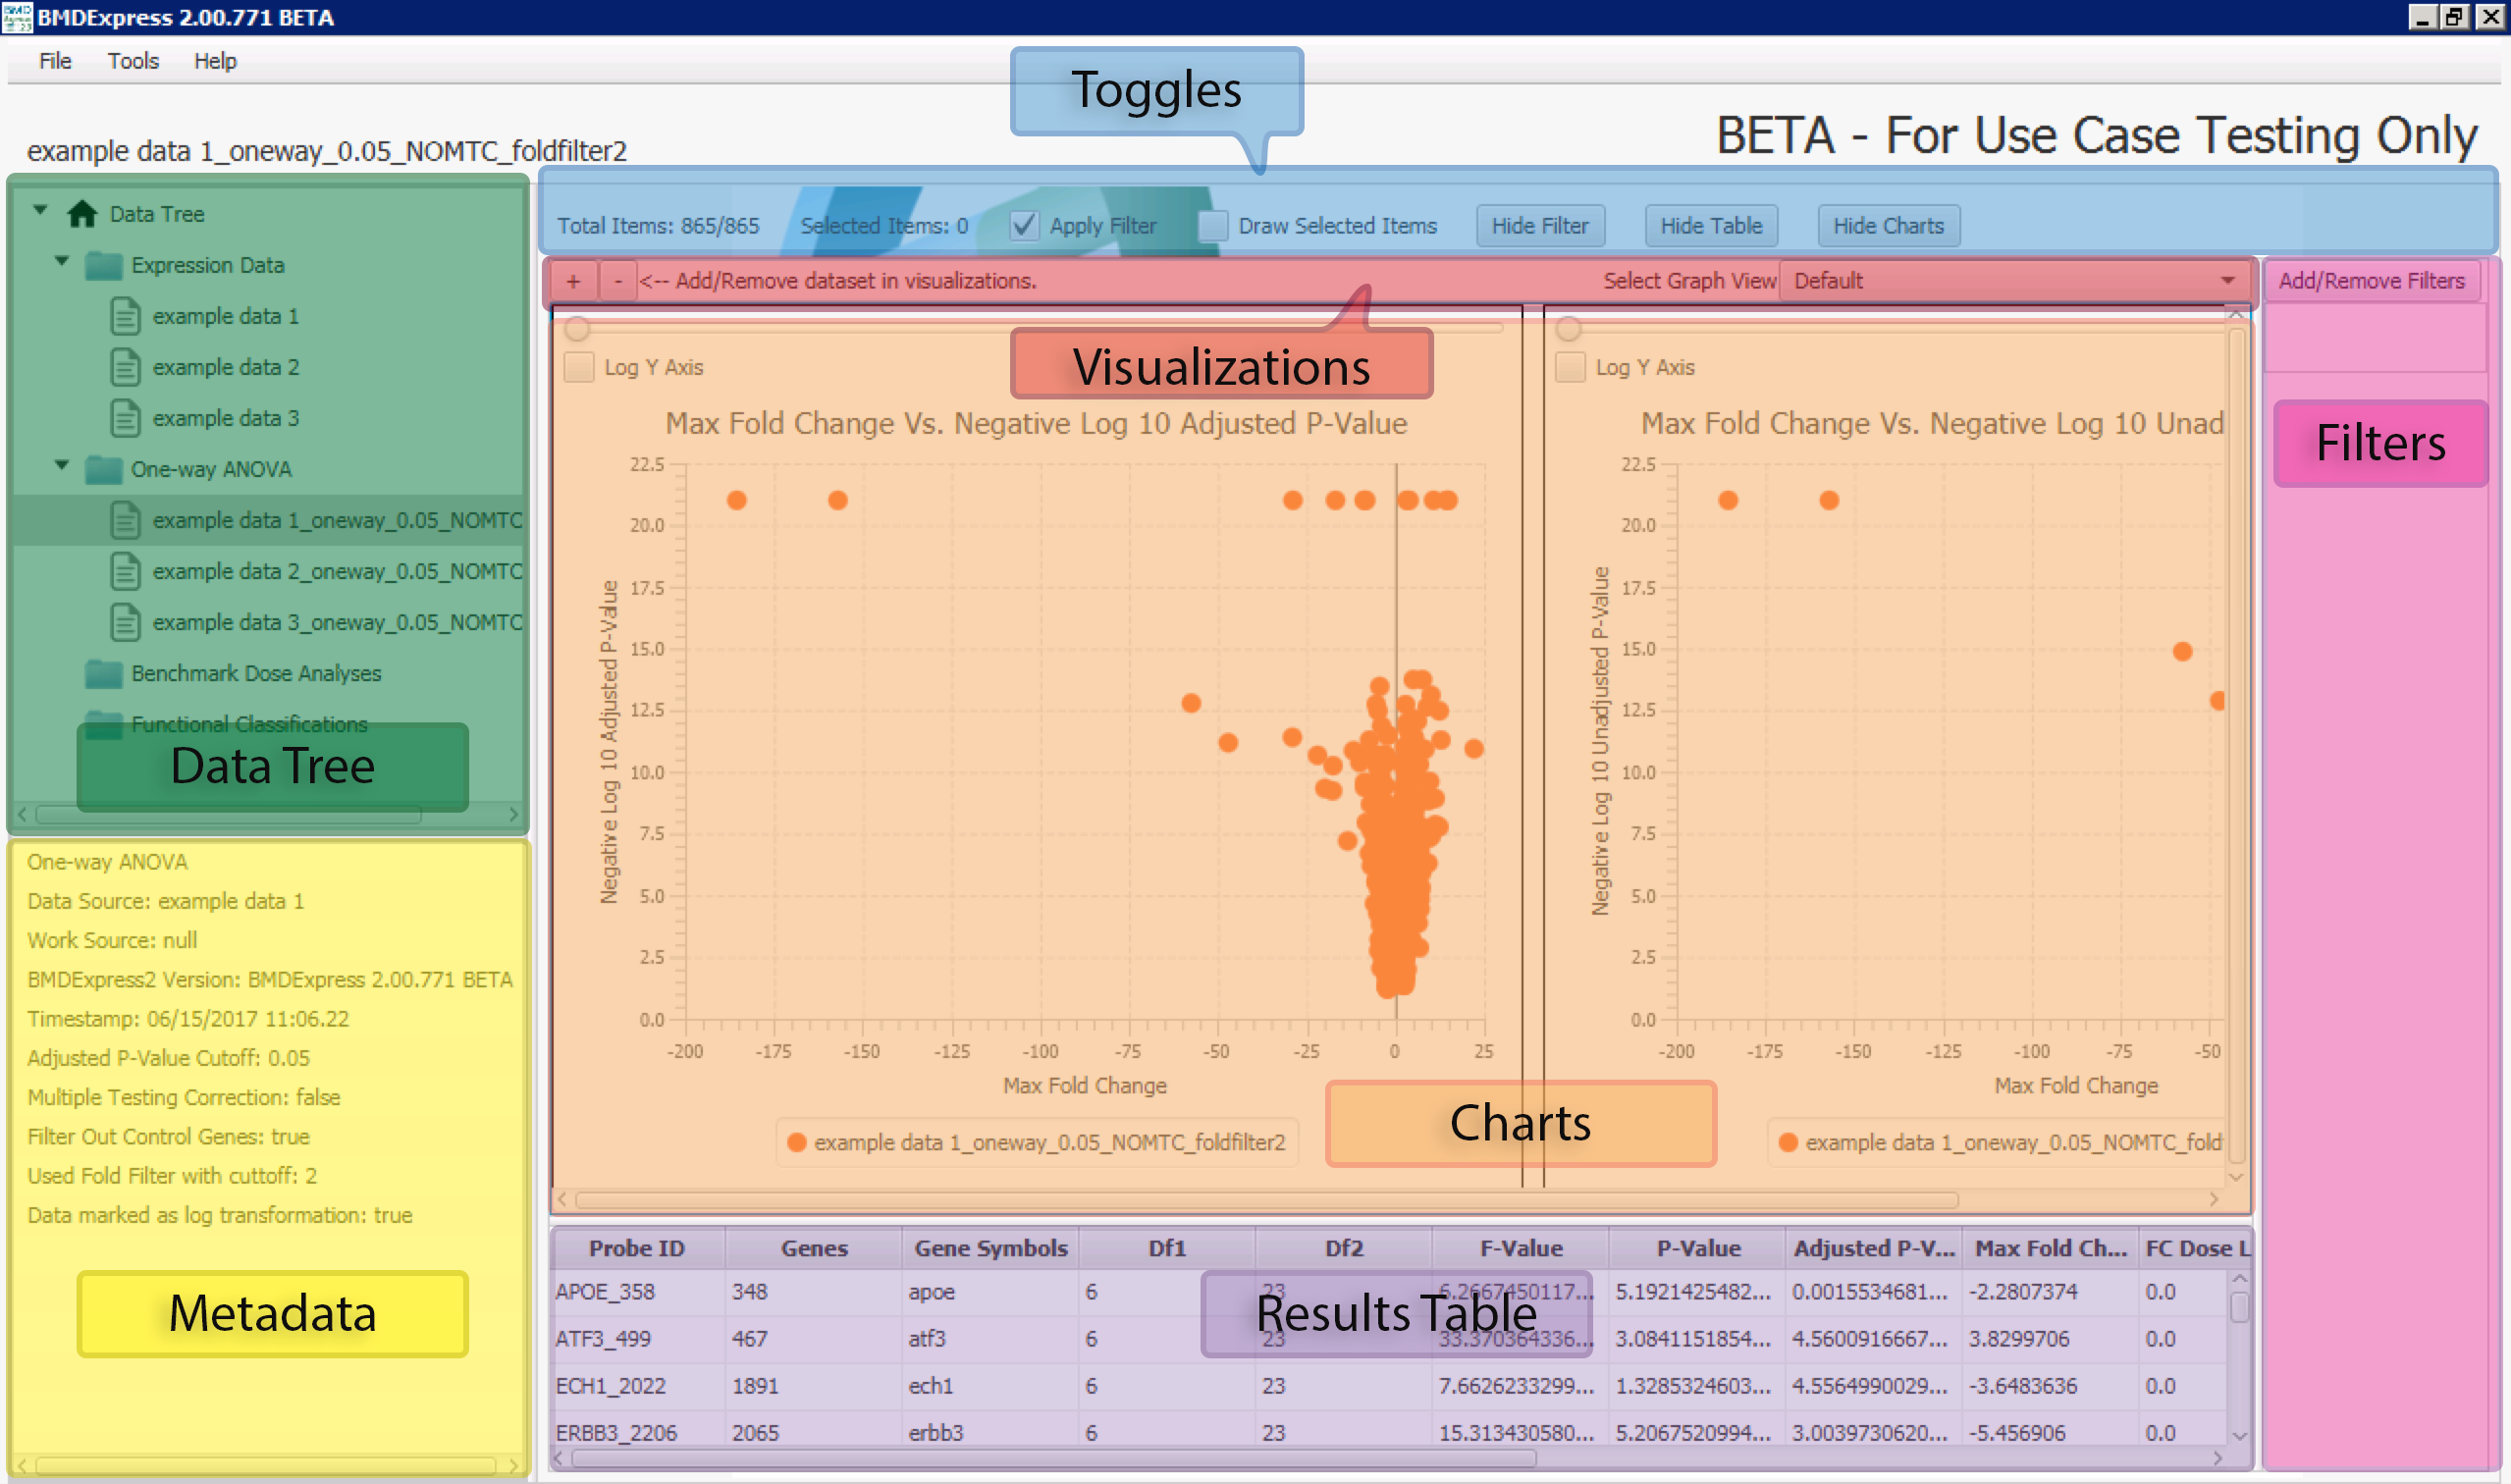 BMDExpress 2.00.771 BETA
File Tools Help
Toggles
BETA - For Use Case Testing Only
example data 1_oneway_0.05_NOMTC_foldfilter2
Data Tree
Expression Data
example data 1
example data 2
example data 3
One-way ANOVA
example data 1_oneway_0.05_NOMTC
example data 2_oneway_0.05_NOMTC
example data 3_oneway_0.05_NOMTC
Benchmark Dose Analyses
Functional Classifications
Data Tree
One-way ANOVA
Data Source: example data 1
Work Source: null
BMDExpress2 Version: BMDExpress 2.00.771 BETA
Timestamp: 06/15/2017 11:06.22
Adjusted P-Value Cutoff: 0.05
Multiple Testing Correction: false
Filter Out Control Genes: true
Used Fold Filter with cuttoff: 2
Data marked as log transformation: true
Metadata
Total Items: 865/865 Selected Items: 0 Apply Filter Draw Selected Items Hide Filter Hide Table Hide Charts
+ - <-- Add/Remove dataset in visualizations. Select Graph View Default
Visualizations
Log Y Axis
Max Fold Change Vs. Negative Log 10 Adjusted P-Value
Negative Log 10 Adjusted P-Value
22.5
20.0
17.5
15.0
12.5
10.0
7.5
5.0
2.5
0.0
-200 -175 -150 -125 -100 -75 -50 -25 0 25
Max Fold Change
example data 1_oneway_0.05_NOMTC_foldfilter2
Log Y Axis
Max Fold Change Vs. Negative Log 10 Unad
Negative Log 10 Unadjusted P-Value
22.5
20.0
17.5
15.0
12.5
10.0
7.5
5.0
2.5
0.0
-200 -175 -150 -125 -100 -75 -50
Max Fold Change
example data 1_oneway_0.05_NOMTC_fold
Charts
Add/Remove Filters
Filters
Probe ID Genes Gene Symbols Df1 Df2 F-Value P-Value Adjusted P-V... Max Fold Ch... FC Dose L
APOE_358 348 apoe 6 23 6.2667450117... 5.1921425482... 0.0015534681... -2.2807374 0.0
ATF3_499 467 atf3 6 23 33.370364336... 3.0841151854... 4.5600916667... 3.8299706 0.0
ECH1_2022 1891 ech1 6 23 7.6626233299... 1.3285324603... 4.5564990029... -3.6483636 0.0
ERBB3_2206 2065 erbb3 6 23 15.313430580... 5.2067520994... 3.0039730620... -5.456906 0.0
Results Table